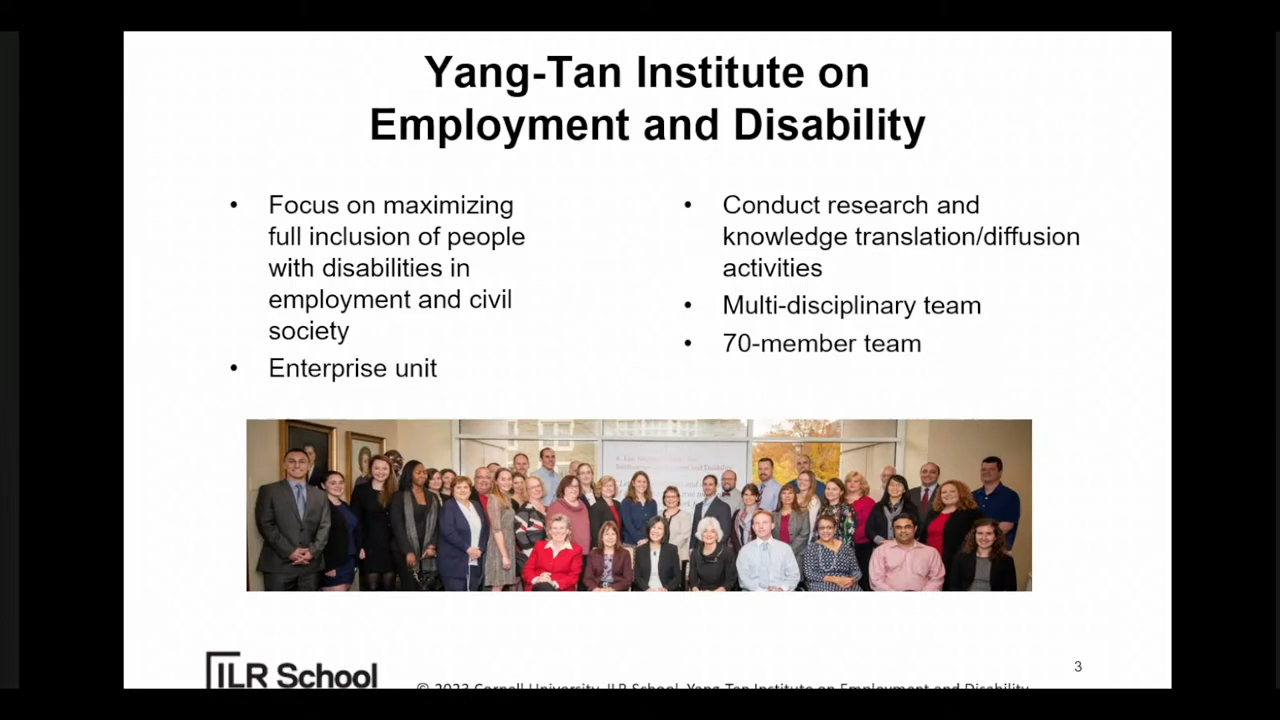 Yang-Tan Institute on
Employment and Disability
• Focus on maximizing
full inclusion of people
with disabilities in
employment and civil
society
• Enterprise unit
• Conduct research and
knowledge translation/diffusion
activities
• Multi-disciplinary team
• 70-member team
3
ILR School
© 2023 Cornell University, ILR School, Yang-Tan Institute on Employment and Disability